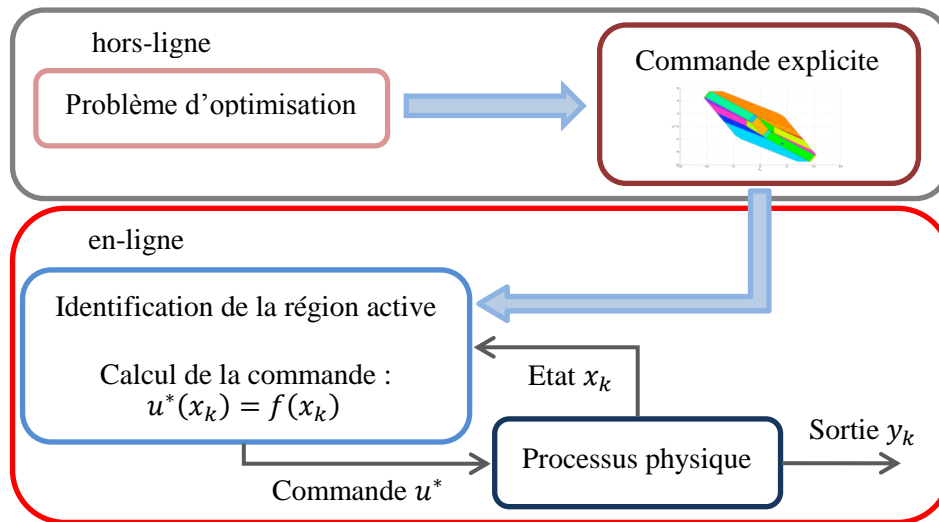 hors-ligne
Problème d'optimisation
Commande explicite
en-ligne
Identification de la région active
Calcul de la commande :
u*(x_k) = f(x_k)
Etat x_k
Commande u*
Processus physique
Sortie y_k